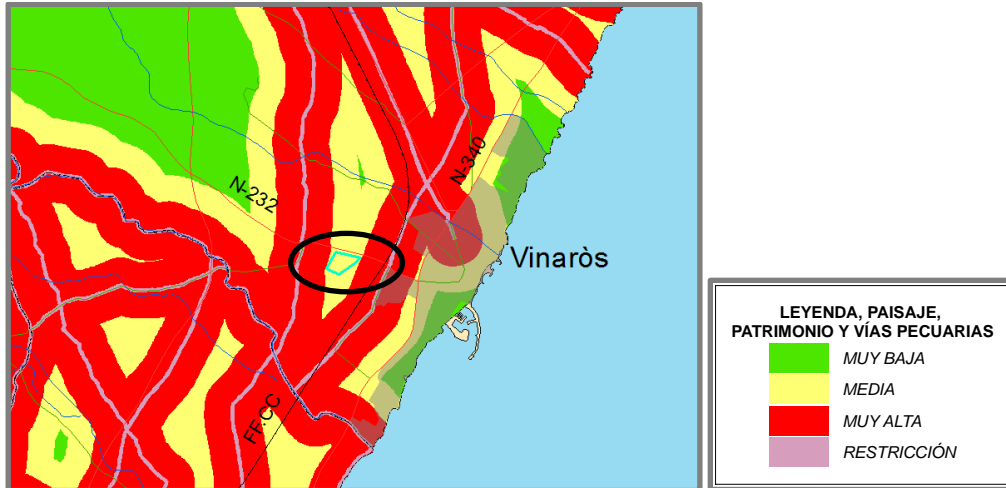 N-340
N-232
Vinaròs
FF.CC
LEYENDA, PAISAJE,
PATRIMONIO Y VÍAS PECUARIAS
MUY BAJA
MEDIA
MUY ALTA
RESTRICCIÓN